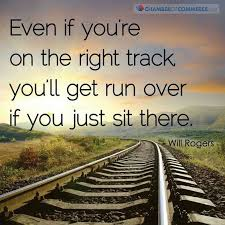 CHAMBEROFCOMMERCE
Even if you're
on the right track,
you'll get run over
if you just sit there.
Will Rogers